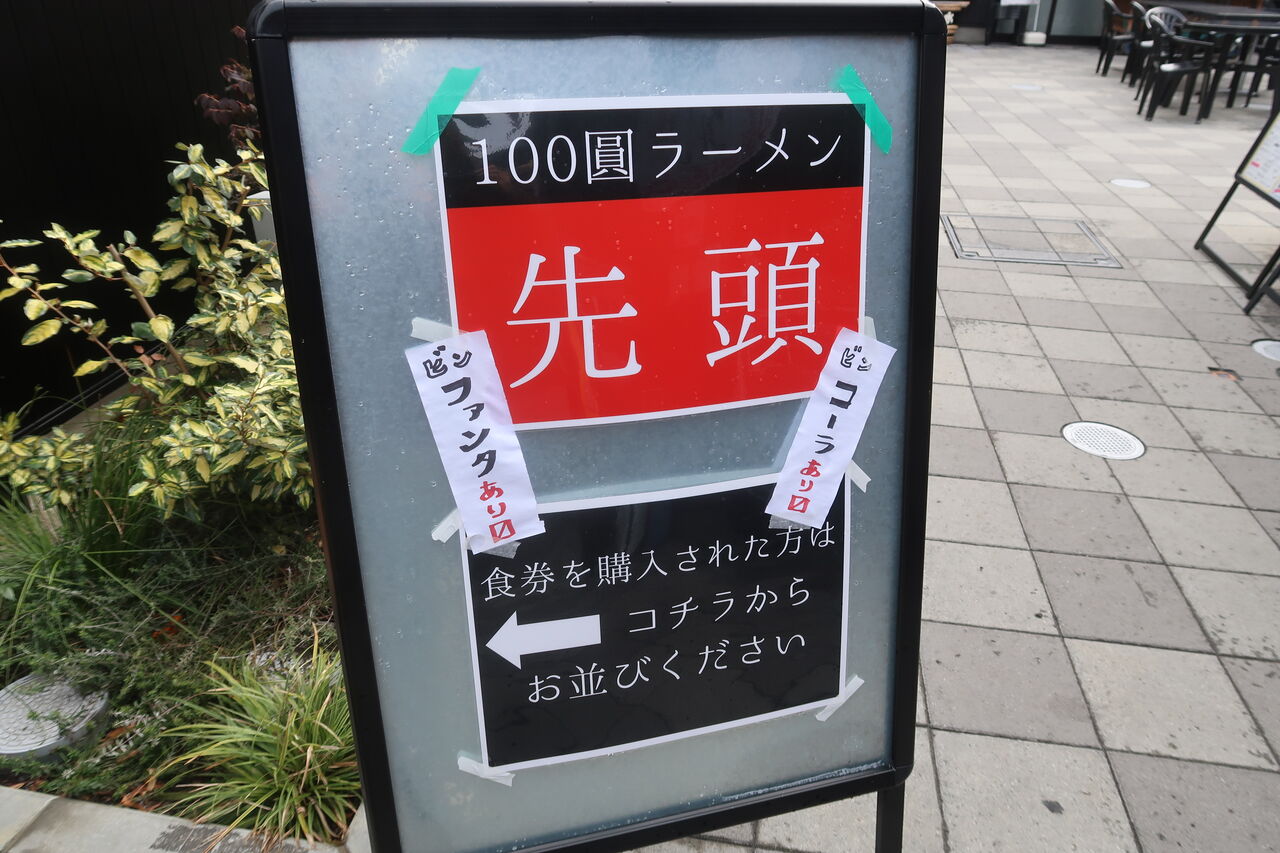 100圓ラーメン
先頭
ビン
ファンタ
あり〼
ビン
コーラ
あり〼
食券を購入された方は
コチラから
お並びください